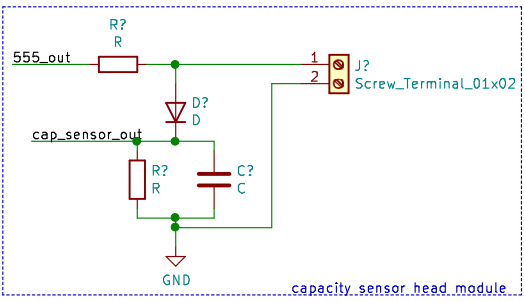 R?
R
555_out
1
2
J?
Screw_Terminal_01x02
D?
D
cap_sensor_out
R?
R
C?
C
GND
capacity sensor head module